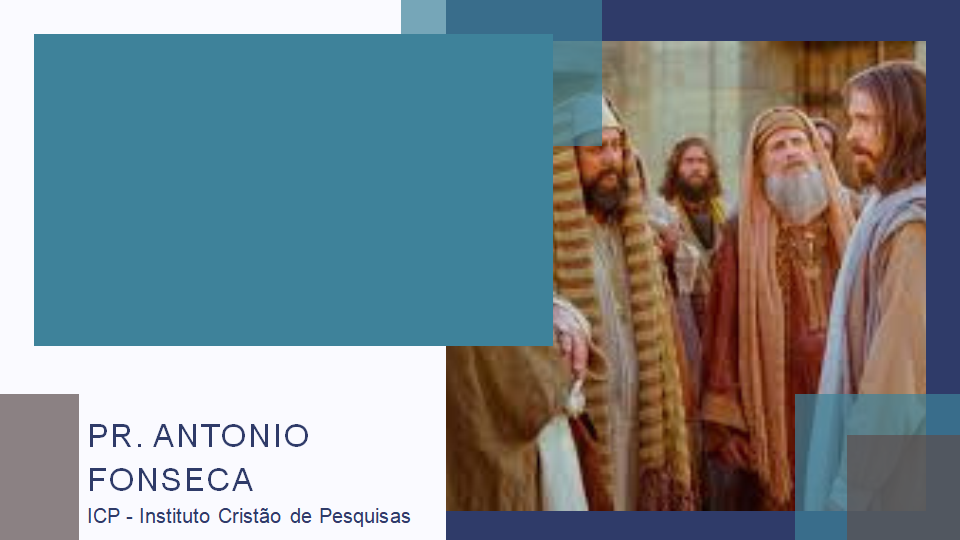 PR. ANTONIO
FONSECA
ICP - Instituto Cristão de Pesquisas